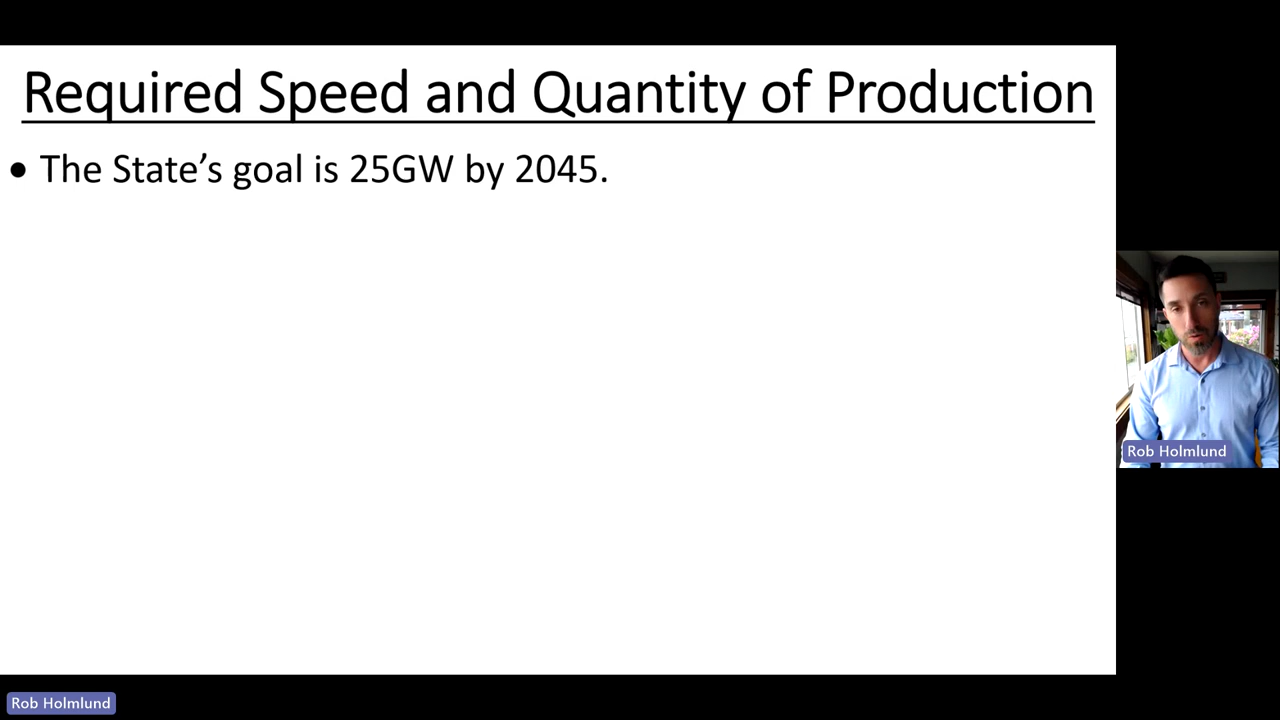 Required Speed and Quantity of Production
• The State’s goal is 25GW by 2045.
Rob Holmlund
Rob Holmlund